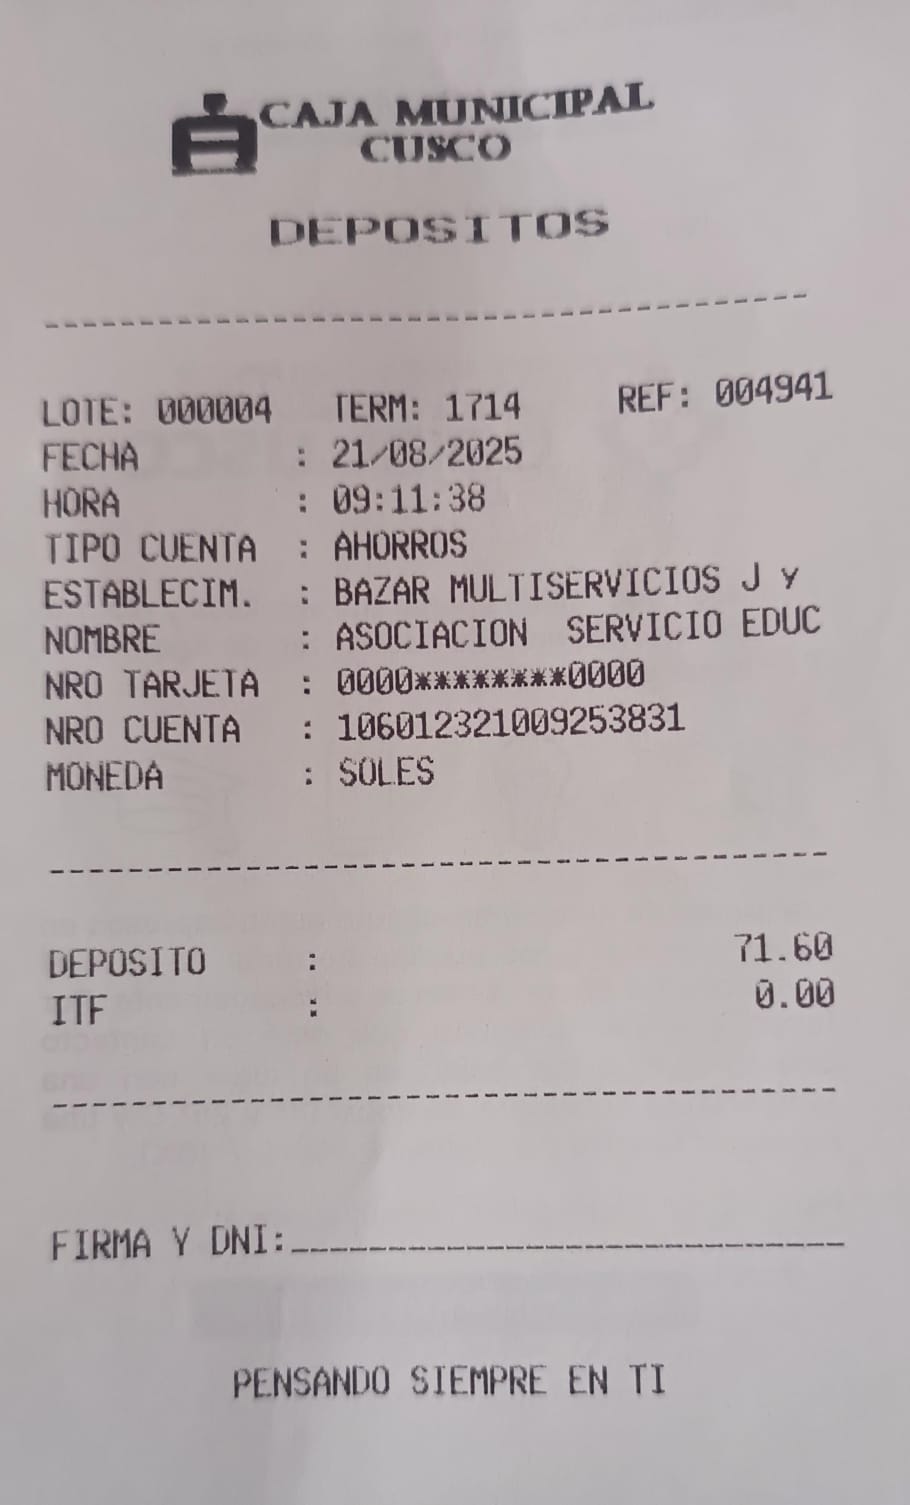 CAJA MUNICIPAL
CUSCO
DEPOSITOS
LOTE: 000004 TERM: 1714 REF: 004941
FECHA : 21/08/2025
HORA : 09:11:38
TIPO CUENTA : AHORROS
ESTABLECIM. : BAZAR MULTISERVICIOS J y
NOMBRE : ASOCIACION SERVICIO EDUC
NRO TARJETA : 0000********0000
NRO CUENTA : 106012321009253831
MONEDA : SOLES
DEPOSITO : 71.60
ITF : 0.00
FIRMA Y DNI:
PENSANDO SIEMPRE EN TI